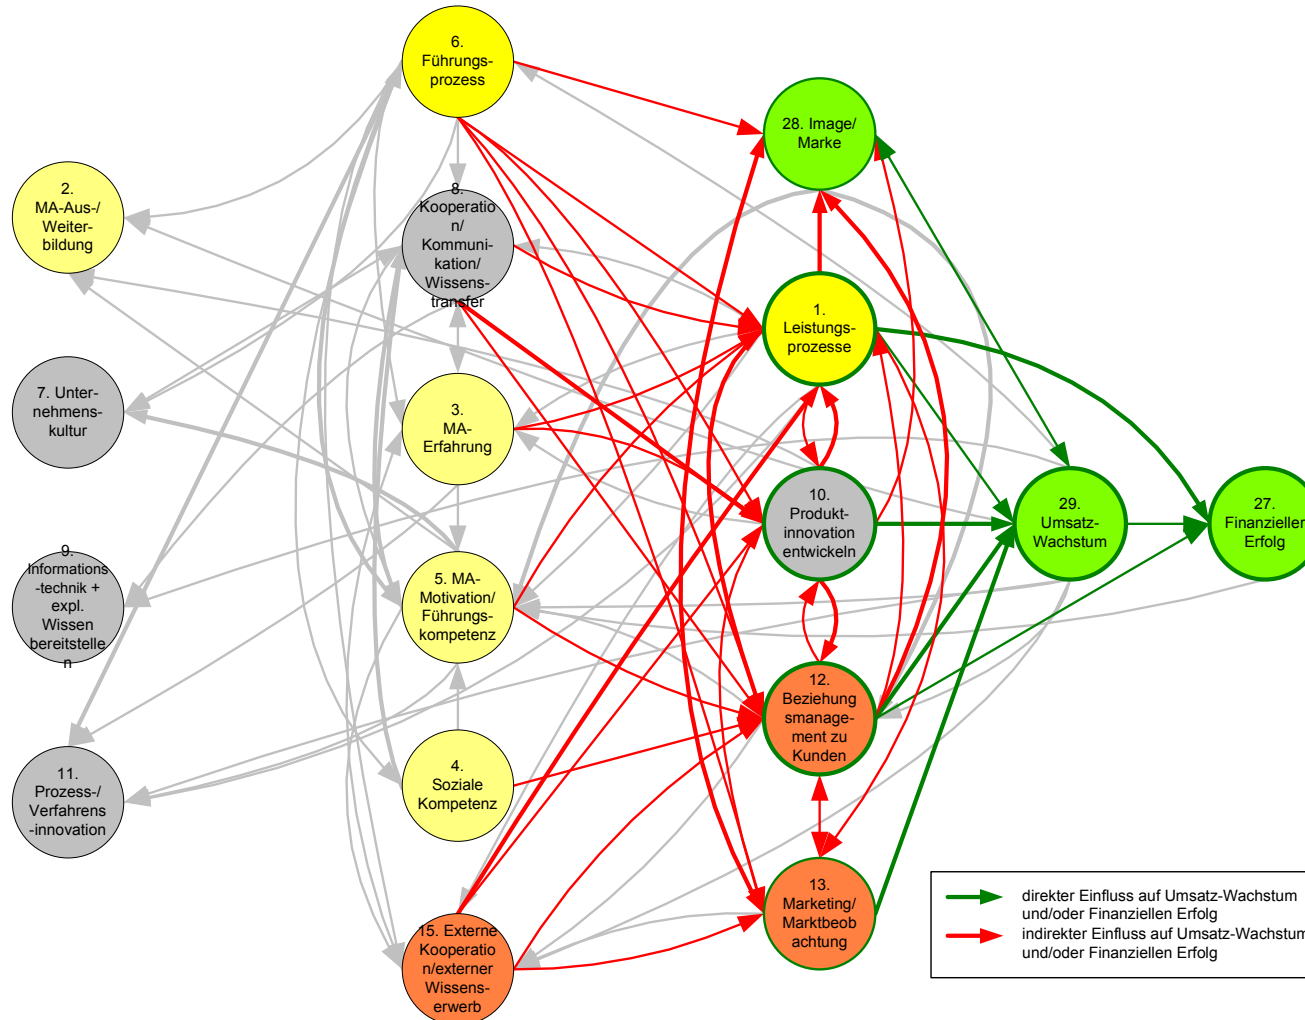 6.
Führungs-
prozess
28. Image/
Marke
2.
MA-Aus-/
Weiter-
bildung
8.
Kooperatio
n/
Kommuni-
kation/
Wissens-
transfer
1.
Leistungs-
prozesse
7. Unter-
nehmens-
kultur
3.
MA-
Erfahrung
10.
Produkt-
innovation
entwickeln
29.
Umsatz-
Wachstum
27.
Finanzieller
Erfolg
9.
Informations
-technik +
expl.
Wissen
bereitstelle
n
5. MA-
Motivation/
Führungs-
kompetenz
12.
Beziehung
smanage-
ment zu
Kunden
4.
Soziale
Kompetenz
11.
Prozess-/
Verfahrens
-innovation
13.
Marketing/
Marktbeob
achtung
15. Externe
Kooperatio
n/externer
Wissens-
erwerb
direkter Einfluss auf Umsatz-Wachstum
und/oder Finanziellen Erfolg
indirekter Einfluss auf Umsatz-Wachstum
und/oder Finanziellen Erfolg